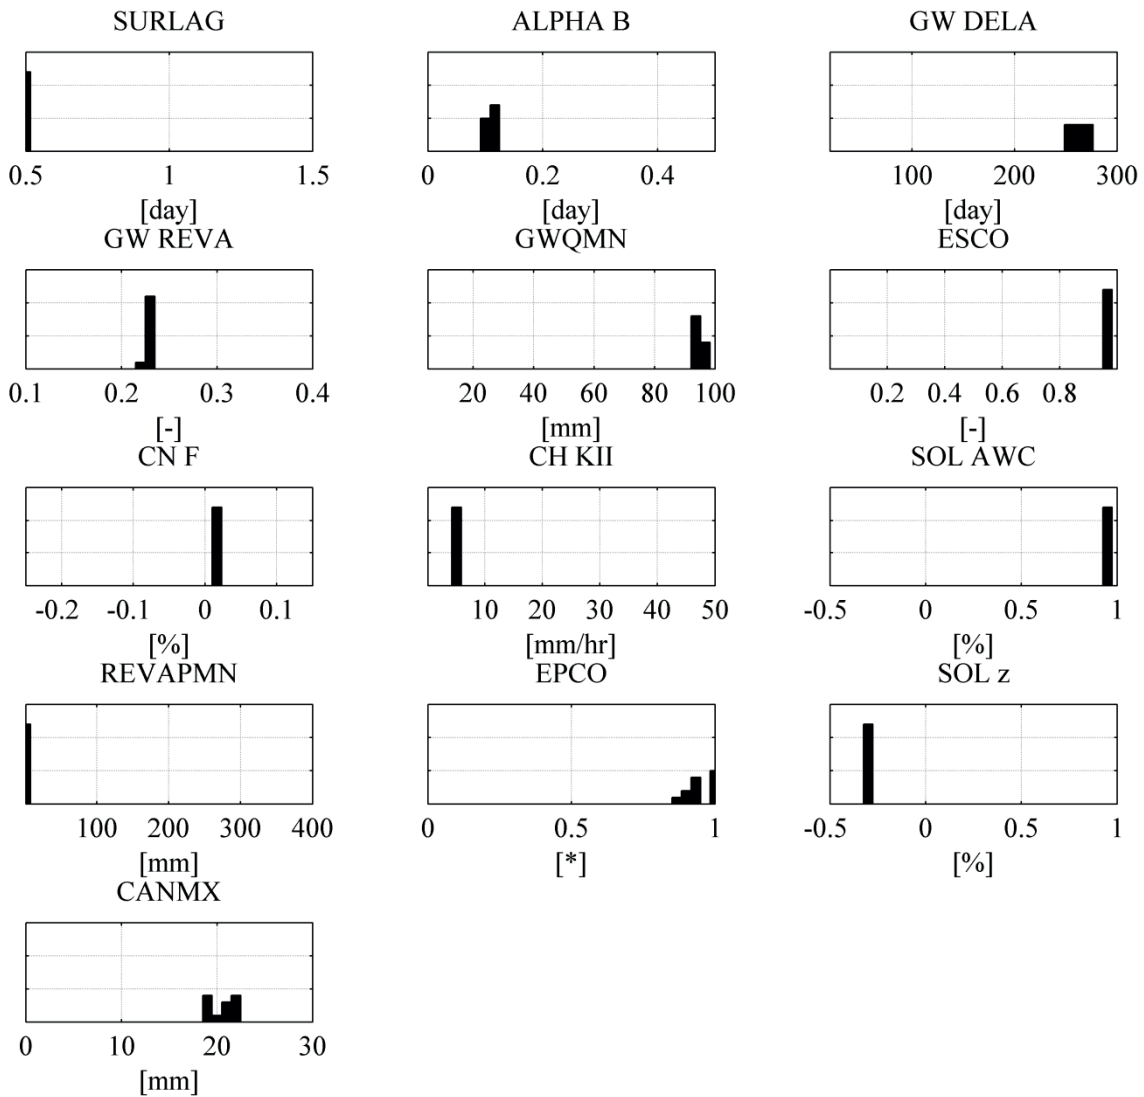 SURLAG ALPHA B GW DELA
0.5 1 1.5 0 0.2 0.4 100 200 300
[day] [day] [day]
GW REVA GWQMN ESCO
0.1 0.2 0.3 0.4 20 40 60 80 100 0.2 0.4 0.6 0.8
[-] [mm] [-]
CN F CH KII SOL AWC
-0.2 -0.1 0 0.1 10 20 30 40 50 -0.5 0 0.5 1
[%] [mm/hr] [%]
REVAPMN EPCO SOL z
100 200 300 400 0 0.5 1 -0.5 0 0.5 1
[mm] [*] [%]
CANMX
0 10 20 30
[mm]